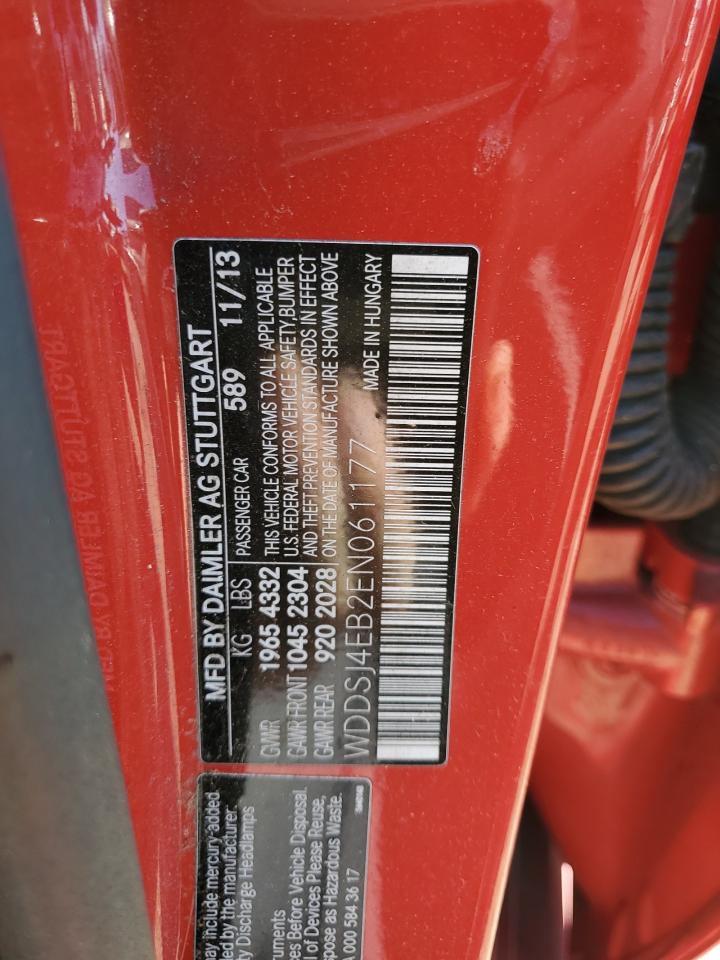 MFD BY DAIMLER AG STUTTGART
KG LBS PASSENGER CAR 589 11/13
GVWR 1965 4332 THIS VEHICLE CONFORMS TO ALL APPLICABLE
GAWR FRONT 1045 2304 U.S. FEDERAL MOTOR VEHICLE SAFETY, BUMPER
GAWR REAR 920 2028 AND THEFT PREVENTION STANDARDS IN EFFECT
ON THE DATE OF MANUFACTURE SHOWN ABOVE
WDDSJ4EB2EN061177 MADE IN HUNGARY
may include mercury-added
by the manufacturer.
Discharge Headlamps
Before Vehicle Disposal.
of Devices Please Reuse,
as Hazardous Waste.
A 000 584 36 17